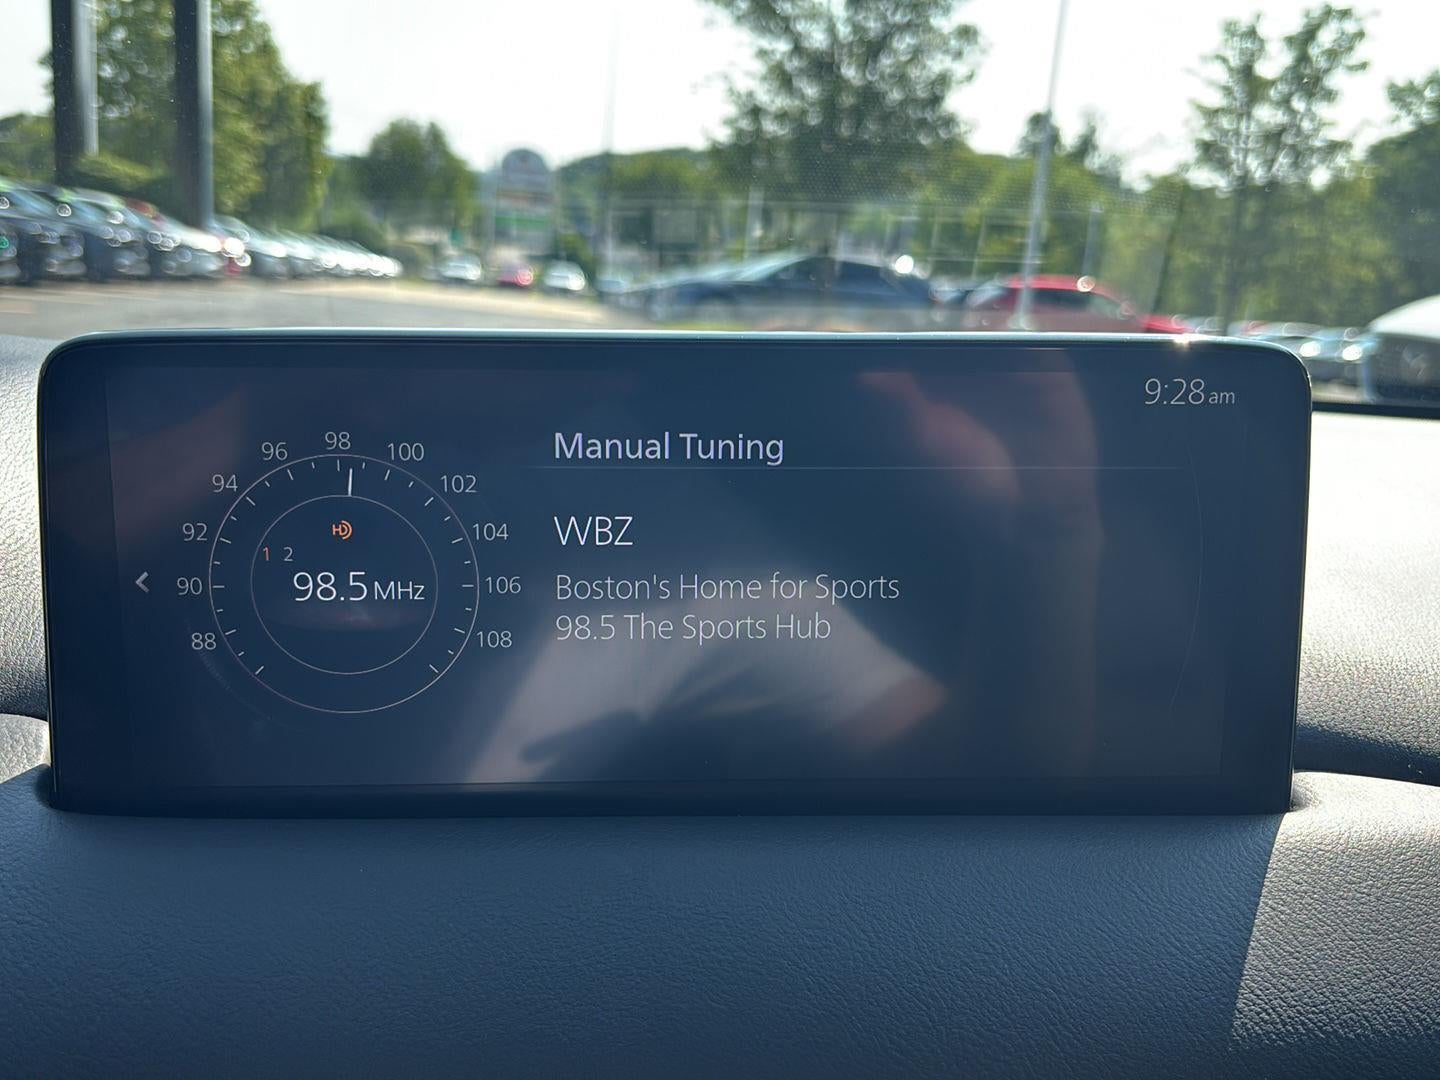 9:28am
Manual Tuning
88
90
92
94
96
98
100
102
104
106
108
HD
1 2
98.5 MHz
WBZ
Boston's Home for Sports
98.5 The Sports Hub